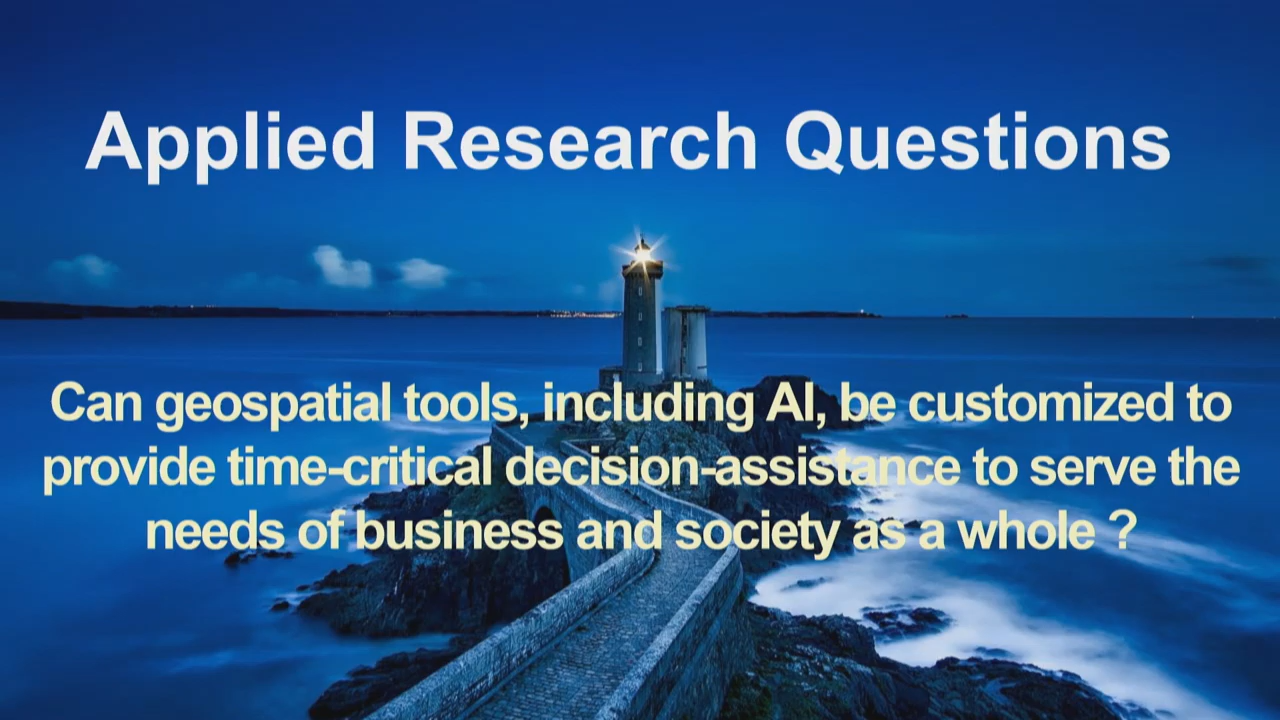 Applied Research Questions
Can geospatial tools, including AI, be customized to
provide time-critical decision-assistance to serve the
needs of business and society as a whole ?